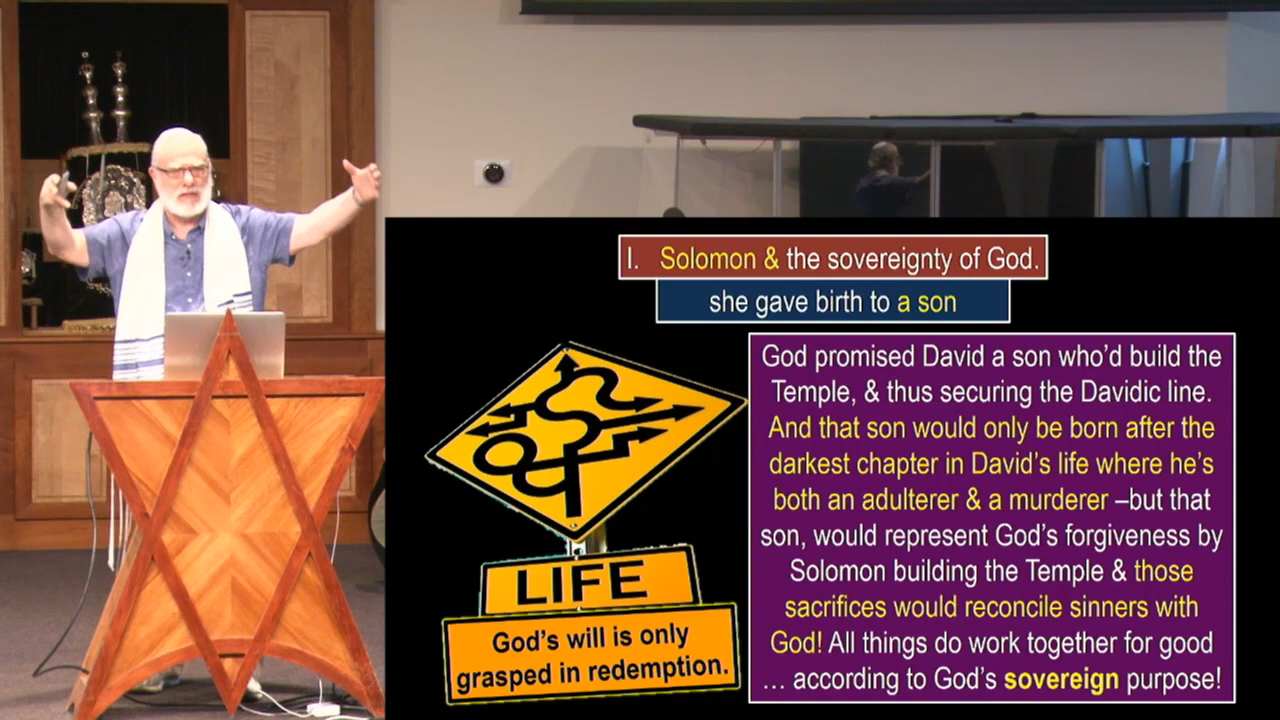 I. Solomon & the sovereignty of God.
she gave birth to a son
God promised David a son who'd build the
Temple, & thus securing the Davidic line.
And that son would only be born after the
darkest chapter in David's life where he's
both an adulterer & a murderer –but that
son, would represent God's forgiveness by
Solomon building the Temple & those
sacrifices would reconcile sinners with
God! All things do work together for good
... according to God's sovereign purpose!
LIFE
God's will is only
grasped in redemption.